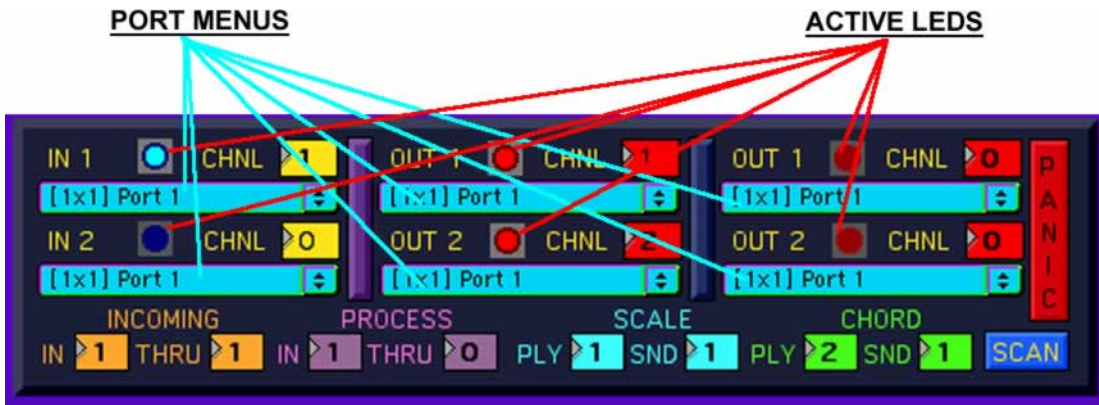 PORT MENUS ACTIVE LEDS
IN 1 CHNL 1 OUT 1 CHNL 1 OUT 1 CHNL 0 PANIC
[1x1] Port 1 [1x1] Port 1 [1x1] Port 1
IN 2 CHNL 0 OUT 2 CHNL 2 OUT 2 CHNL 0
[1x1] Port 1 [1x1] Port 1 [1x1] Port 1
INCOMING PROCESS SCALE CHORD
IN 1 THRU 1 IN 1 THRU 0 PLY 1 SND 1 PLY 2 SND 1 SCAN